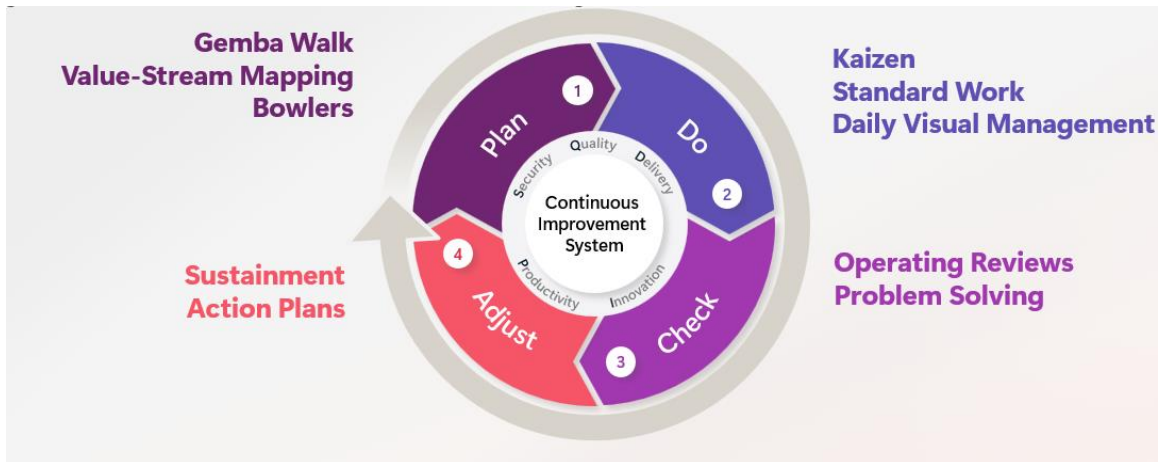 Gemba Walk
Value-Stream Mapping
Bowlers
Kaizen
Standard Work
Daily Visual Management
1
Plan
Do
2
Security
Quality
Delivery
Continuous
Improvement
System
Productivity
Innovation
4
Adjust
3
Check
Sustainment
Action Plans
Operating Reviews
Problem Solving